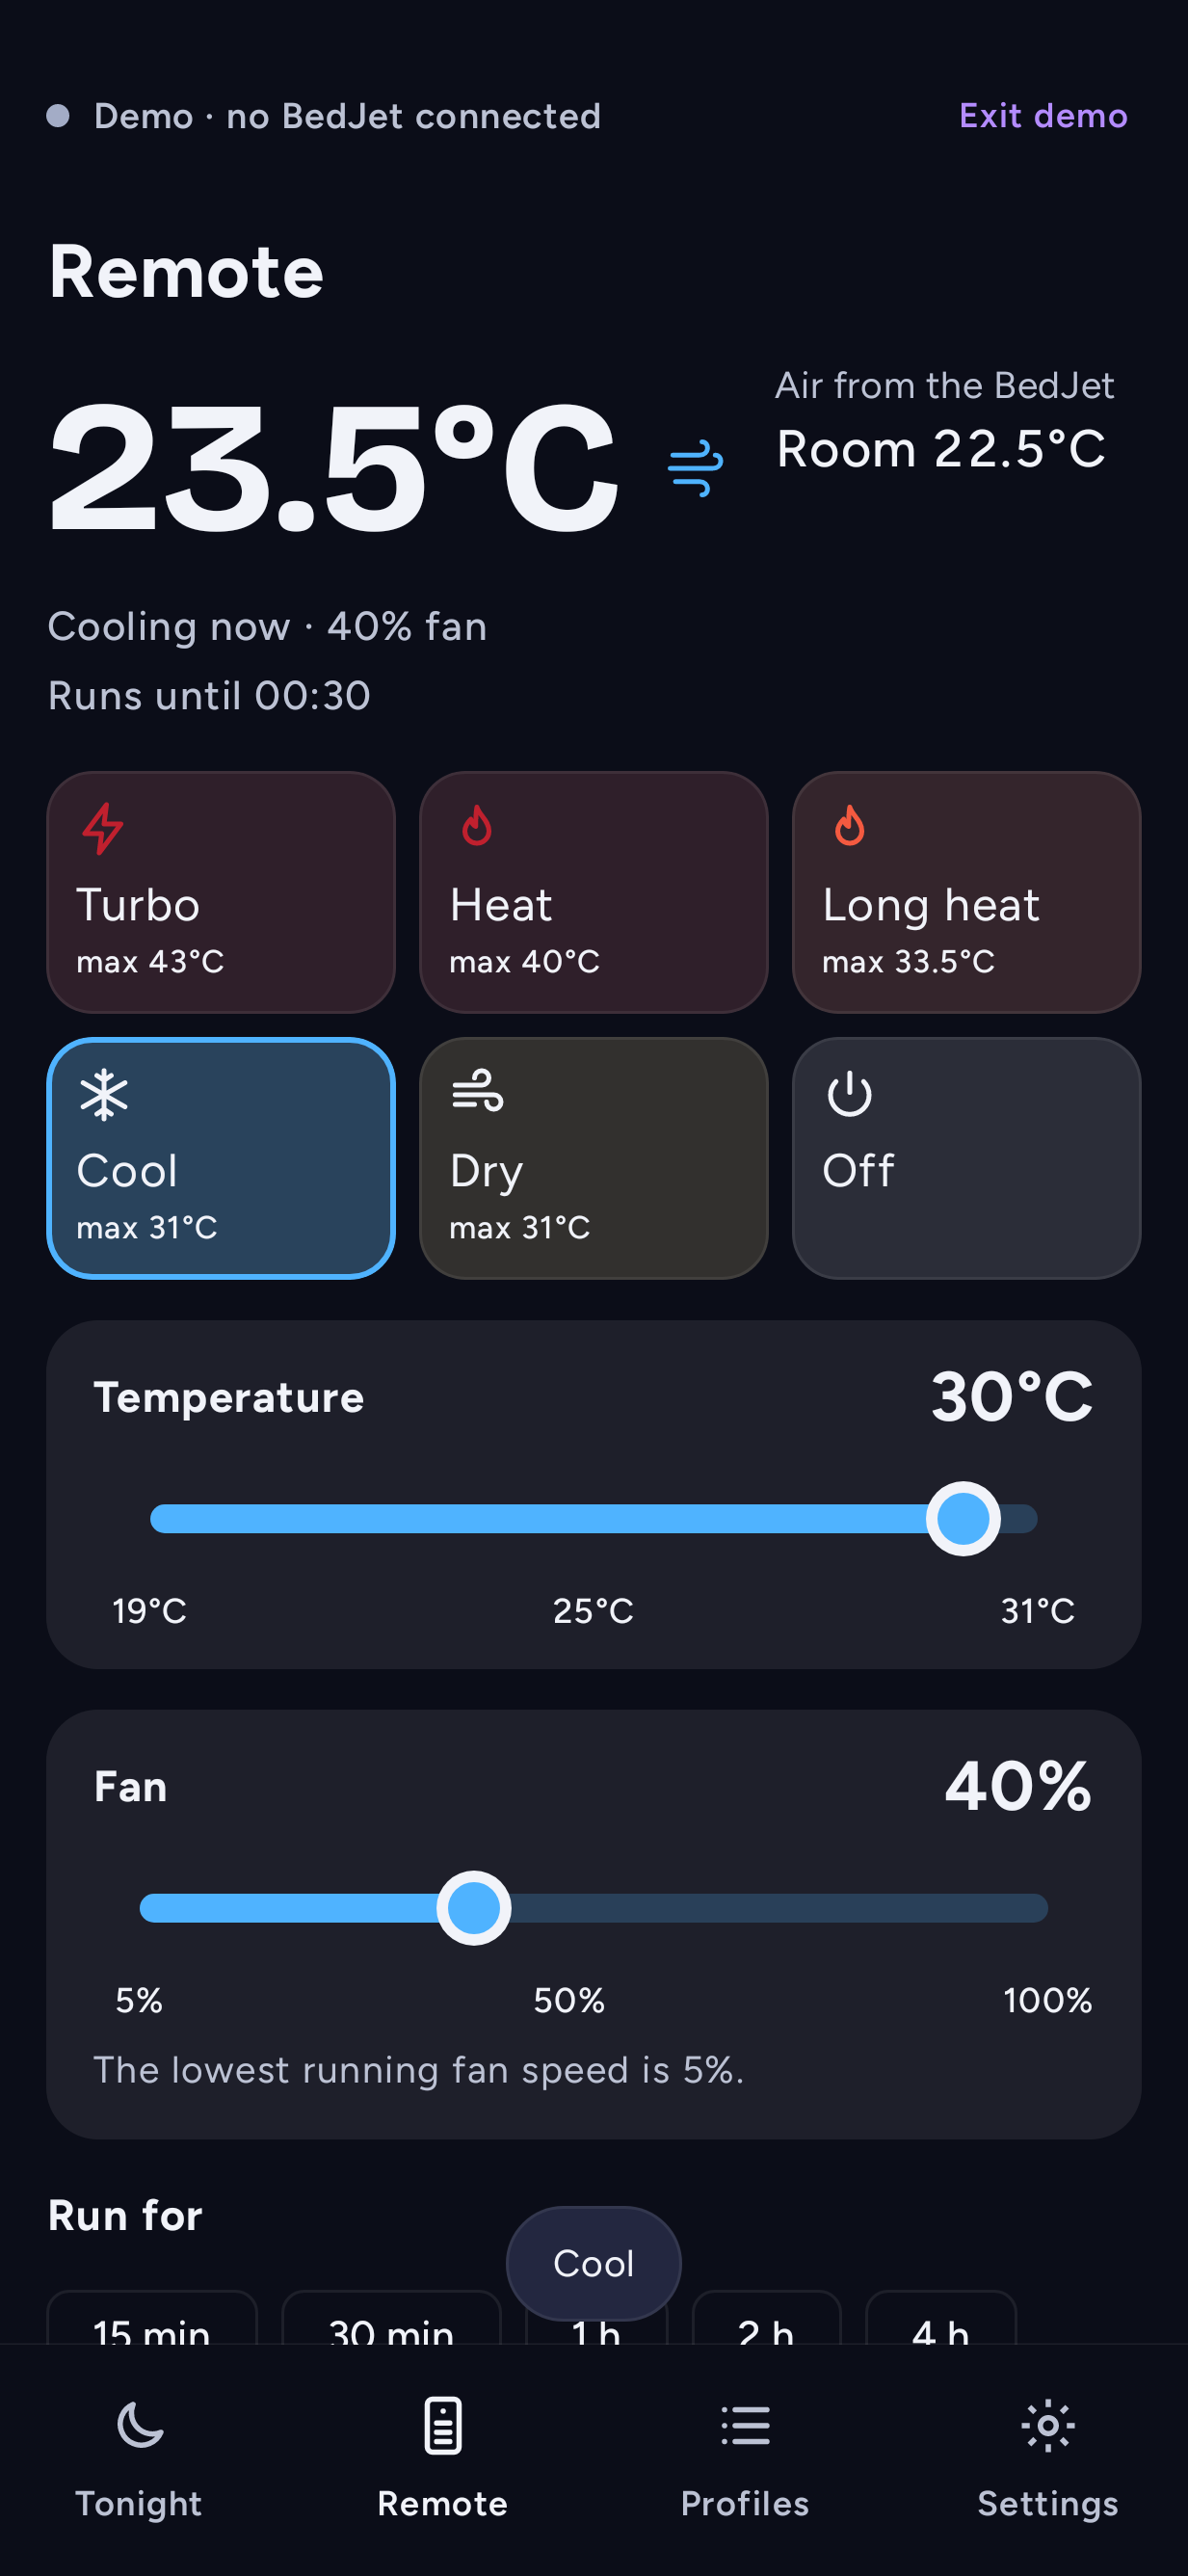 Demo · no BedJet connected
Exit demo
Remote
23.5°C
Air from the BedJet
Room 22.5°C
Cooling now · 40% fan
Runs until 00:30
Turbo
max 43°C
Heat
max 40°C
Long heat
max 33.5°C
Cool
max 31°C
Dry
max 31°C
Off
Temperature
30°C
19°C
25°C
31°C
Fan
40%
5%
50%
100%
The lowest running fan speed is 5%.
Run for
Cool
15 min
30 min
1 h
2 h
4 h
Tonight
Remote
Profiles
Settings